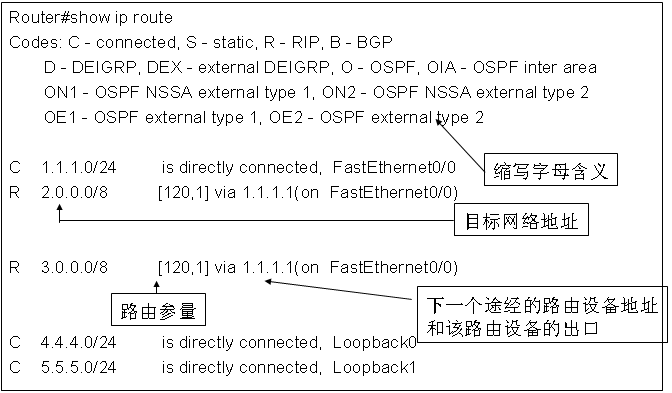 Router#show ip route
Codes: C - connected, S - static, R - RIP, B - BGP
D - DEIGRP, DEX - external DEIGRP, O - OSPF, OIA - OSPF inter area
ON1 - OSPF NSSA external type 1, ON2 - OSPF NSSA external type 2
OE1 - OSPF external type 1, OE2 - OSPF external type 2
缩写字母含义
C 1.1.1.0/24 is directly connected, FastEthernet0/0
R 2.0.0.0/8 [120,1] via 1.1.1.1(on FastEthernet0/0)
目标网络地址
R 3.0.0.0/8 [120,1] via 1.1.1.1(on FastEthernet0/0)
路由参量
下一个途经的路由设备地址
和该路由设备的出口
C 4.4.4.0/24 is directly connected, Loopback0
C 5.5.5.0/24 is directly connected, Loopback1